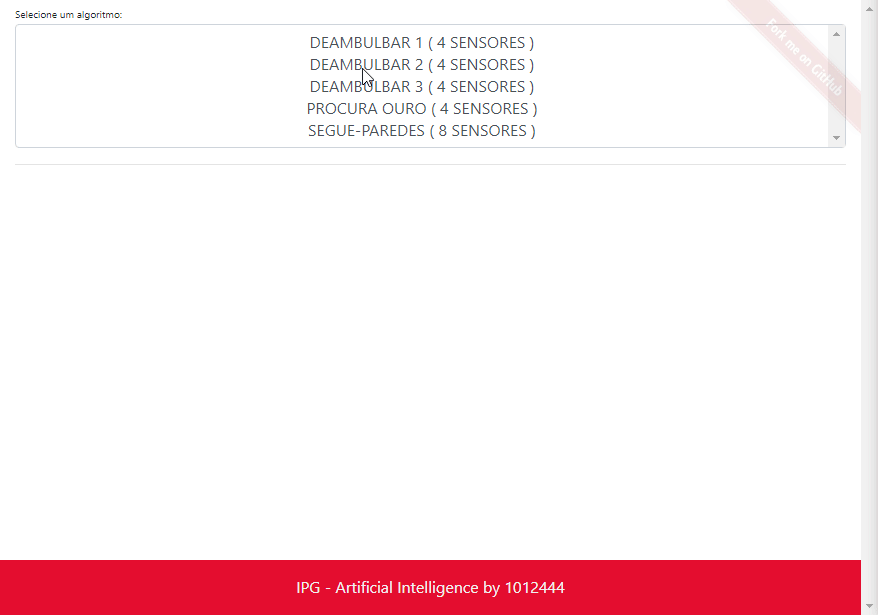 Selecione um algoritmo:
DEAMBULBAR 1 ( 4 SENSORES )
DEAMBULBAR 2 ( 4 SENSORES )
DEAMBULBAR 3 ( 4 SENSORES )
PROCURA OURO ( 4 SENSORES )
SEGUE-PAREDES ( 8 SENSORES )
Fork me on GitHub
IPG - Artificial Intelligence by 1012444